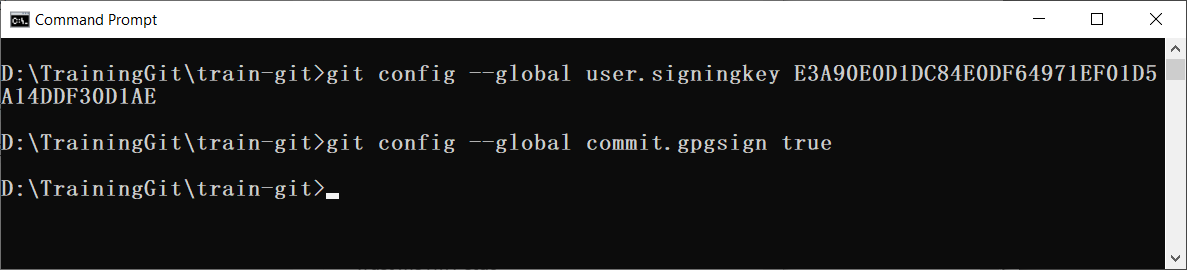 Command Prompt
D:\TrainingGit\train-git>git config --global user.signingkey E3A90E0D1DC84E0DF64971EF01D5
A14DDF30D1AE
D:\TrainingGit\train-git>git config --global commit.gpgsign true
D:\TrainingGit\train-git>